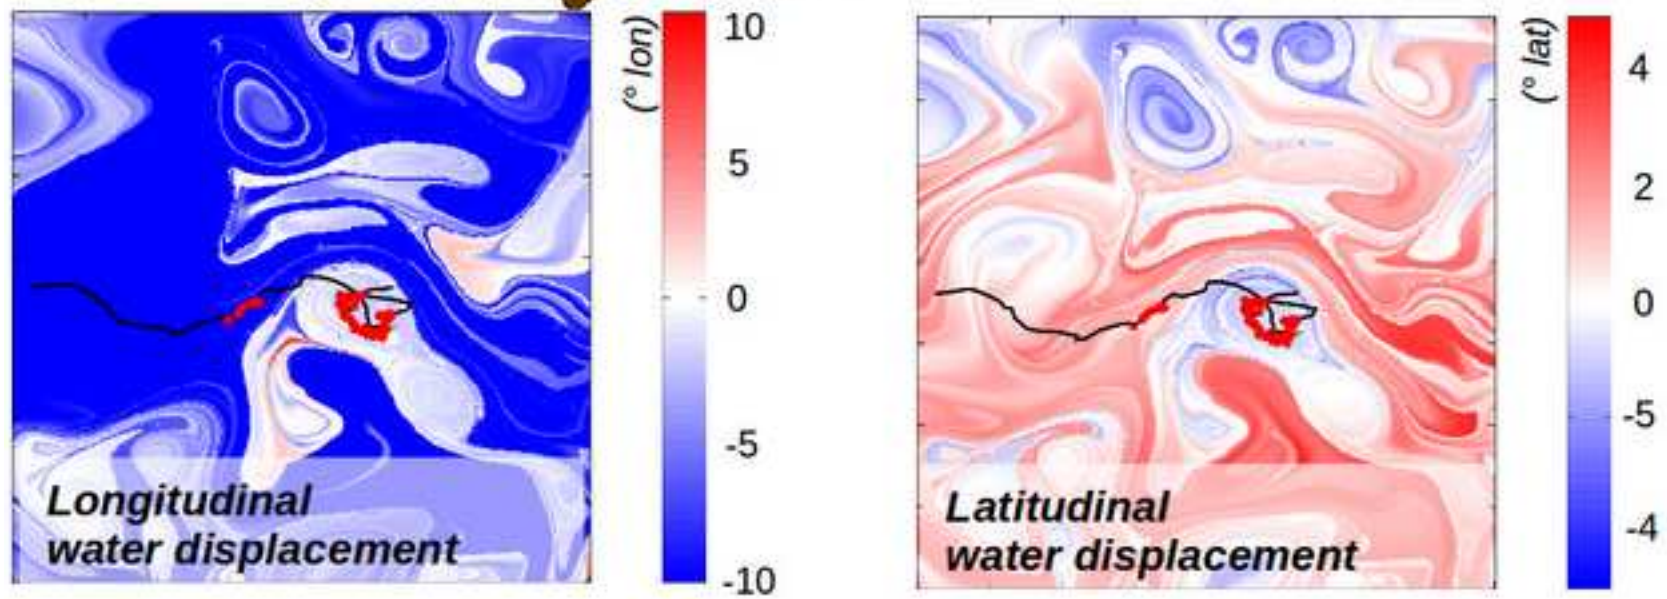 (° lon)
10
5
0
-5
-10
Longitudinal
water displacement
(° lat)
4
2
0
-5
-4
Latitudinal
water displacement